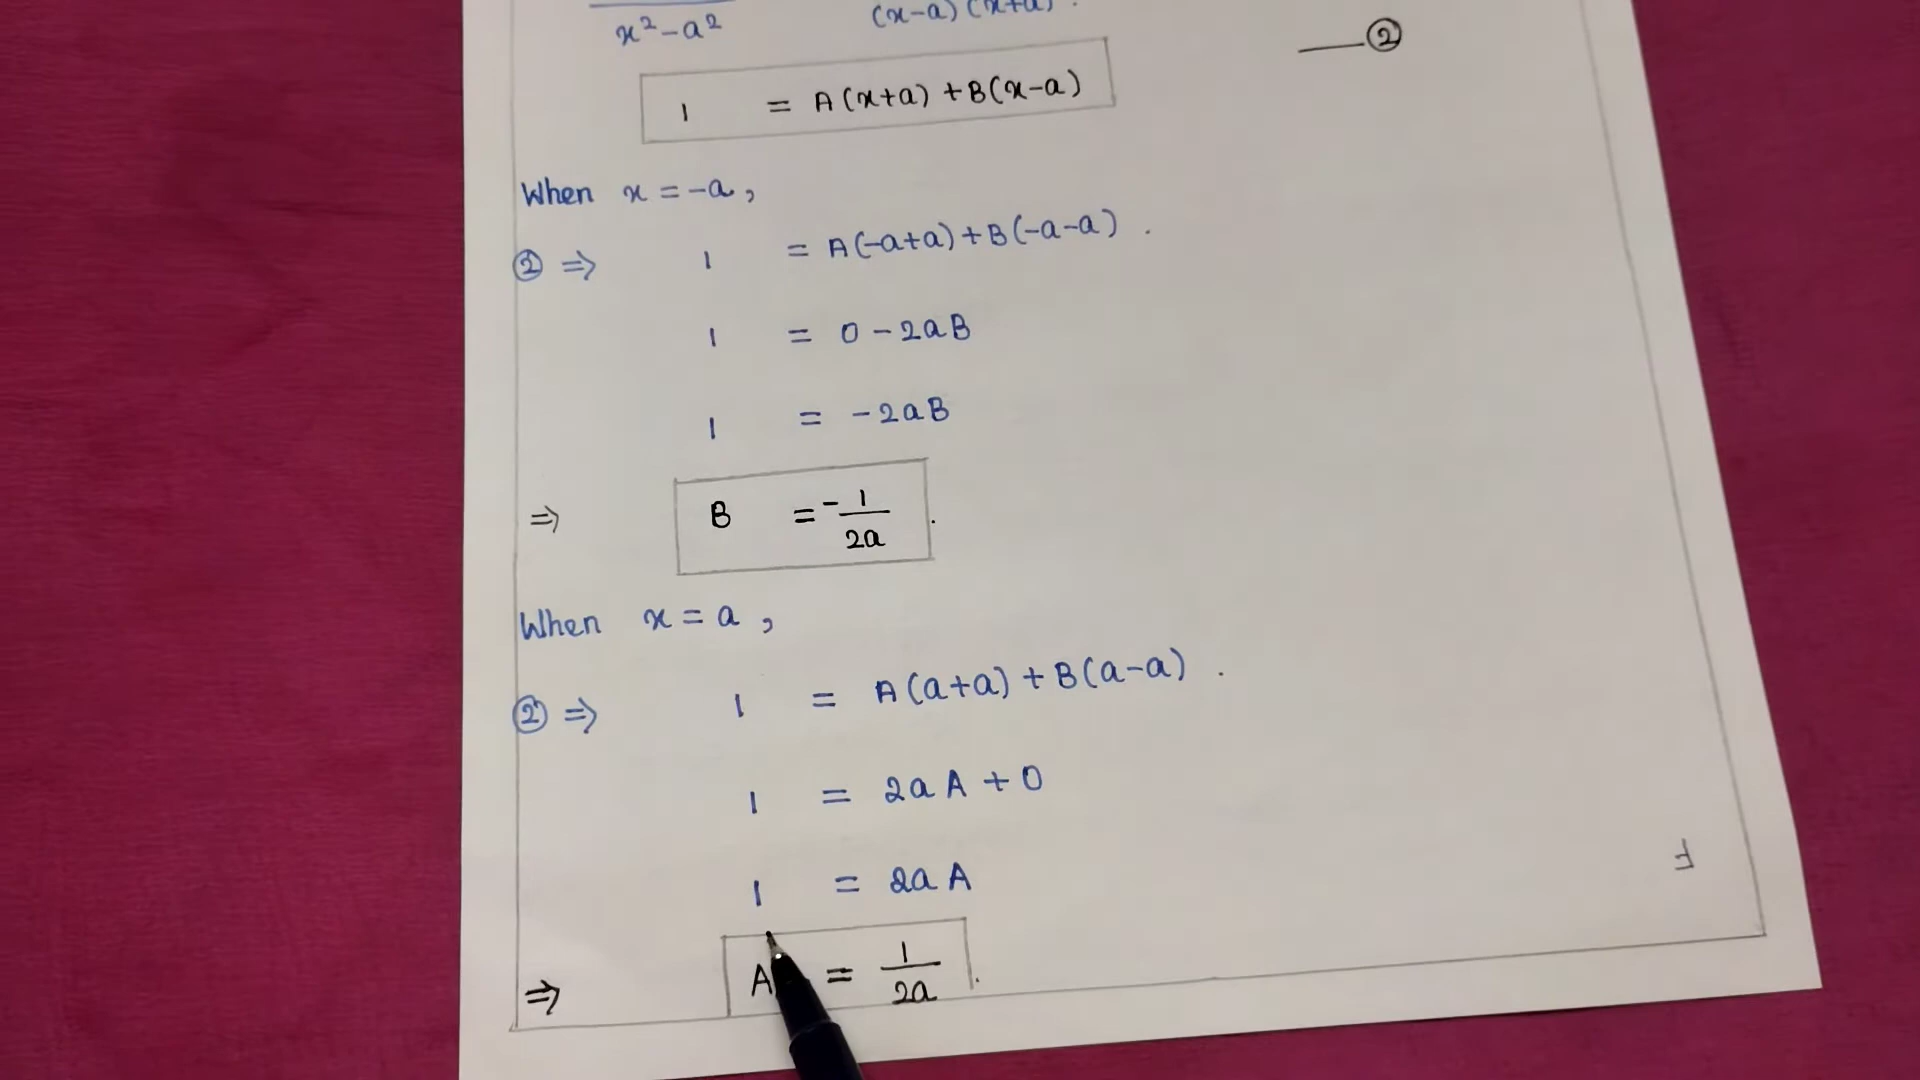 x² - a² (x-a) (x+a).
1 = A(x+a) + B(x-a) —②
When x = -a,
② ⇒ 1 = A(-a+a) + B(-a-a).
1 = 0 - 2aB
1 = -2aB
⇒ B = -1/2a.
When x = a,
② ⇒ 1 = A(a+a) + B(a-a).
1 = 2aA + 0
1 = 2aA
⇒ A = 1/2a.